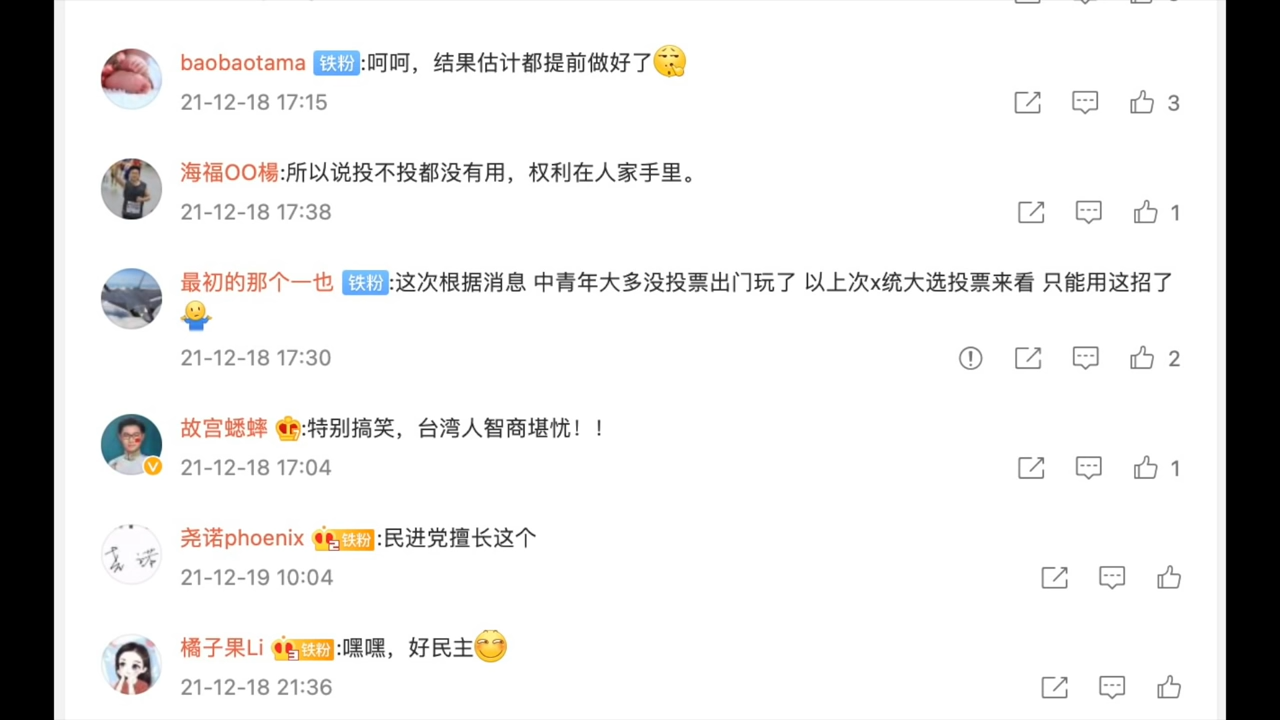 baobaotama 铁粉:呵呵，结果估计都提前做好了
21-12-18 17:15
3
海福OO楊:所以说投不投都没有用，权利在人家手里。
21-12-18 17:38
1
最初的那个一也 铁粉:这次根据消息 中青年大多没投票出门玩了 以上次x统大选投票来看 只能用这招了
21-12-18 17:30
2
故宫蟋蟀:特别搞笑，台湾人智商堪忧！！
21-12-18 17:04
1
尧诺phoenix 2 铁粉:民进党擅长这个
21-12-19 10:04
橘子果Li 3 铁粉:嘿嘿，好民主
21-12-18 21:36